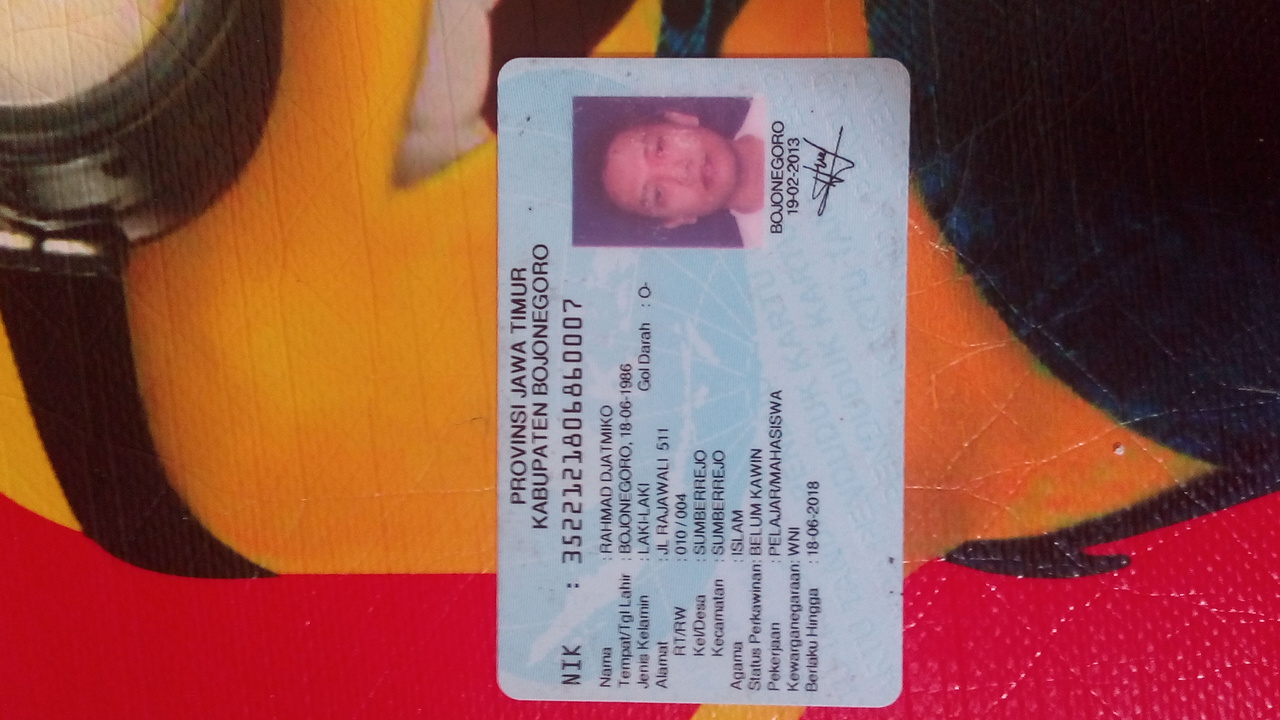 PROVINSI JAWA TIMUR
KABUPATEN BOJONEGORO
NIK : 3522121806860007
Nama : RAHMAD DJATMIKO
Tempat/Tgl Lahir : BOJONEGORO, 18-06-1986
Jenis Kelamin : LAKI-LAKI Gol Darah : O-
Alamat : JL RAJAWALI 511
RT/RW : 010 / 004
Kel/Desa : SUMBERREJO
Kecamatan : SUMBERREJO
Agama : ISLAM
Status Perkawinan: BELUM KAWIN
Pekerjaan : PELAJAR/MAHASISWA
Kewarganegaraan: WNI
Berlaku Hingga : 18-06-2018
BOJONEGORO
19-02-2013